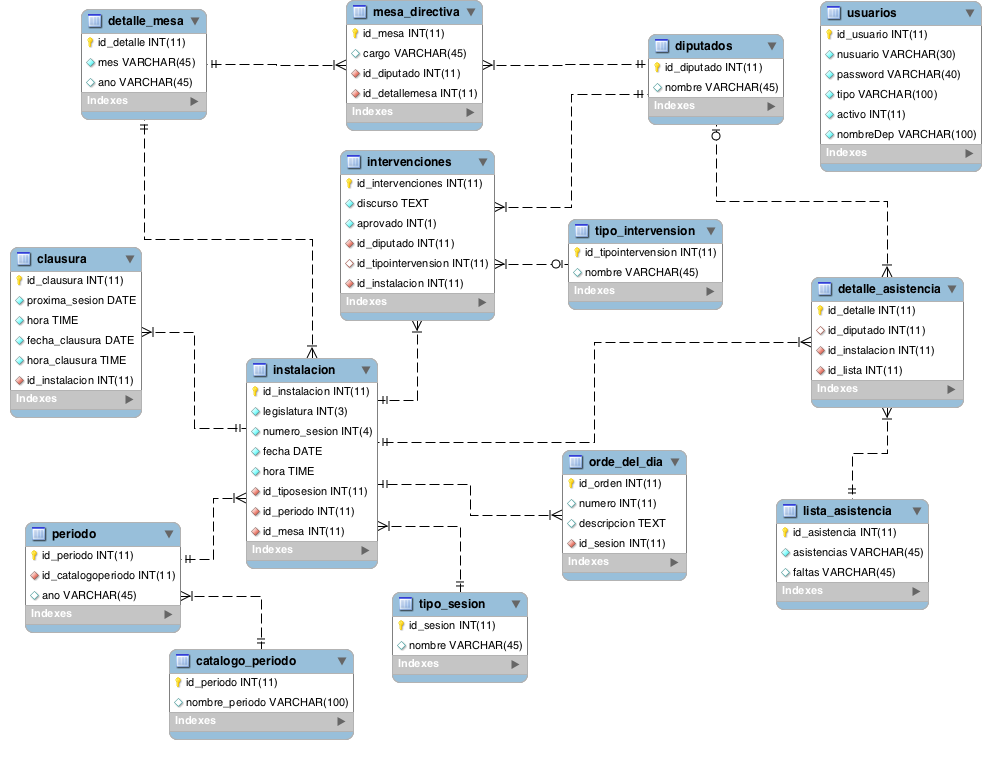 detalle_mesa
id_detalle INT(11)
mes VARCHAR(45)
ano VARCHAR(45)
Indexes
mesa_directiva
id_mesa INT(11)
cargo VARCHAR(45)
id_diputado INT(11)
id_detallemesa INT(11)
Indexes
diputados
id_diputado INT(11)
nombre VARCHAR(45)
Indexes
usuarios
id_usuario INT(11)
nusuario VARCHAR(30)
password VARCHAR(40)
tipo VARCHAR(100)
activo INT(11)
nombreDep VARCHAR(100)
Indexes
intervenciones
id_intervenciones INT(11)
discurso TEXT
aprovado INT(1)
id_diputado INT(11)
id_tipointervension INT(11)
id_instalacion INT(11)
Indexes
tipo_intervension
id_tipointervension INT(11)
nombre VARCHAR(45)
Indexes
clausura
id_clausura INT(11)
proxima_sesion DATE
hora TIME
fecha_clausura DATE
hora_clausura TIME
id_instalacion INT(11)
Indexes
detalle_asistencia
id_detalle INT(11)
id_diputado INT(11)
id_instalacion INT(11)
id_lista INT(11)
Indexes
instalacion
id_instalacion INT(11)
legislatura INT(3)
numero_sesion INT(4)
fecha DATE
hora TIME
id_tiposesion INT(11)
id_periodo INT(11)
id_mesa INT(11)
Indexes
orde_del_dia
id_orden INT(11)
numero INT(11)
descripcion TEXT
id_sesion INT(11)
Indexes
lista_asistencia
id_asistencia INT(11)
asistencias VARCHAR(45)
faltas VARCHAR(45)
Indexes
periodo
id_periodo INT(11)
id_catalogoperiodo INT(11)
ano VARCHAR(45)
Indexes
tipo_sesion
id_sesion INT(11)
nombre VARCHAR(45)
Indexes
catalogo_periodo
id_periodo INT(11)
nombre_periodo VARCHAR(100)
Indexes